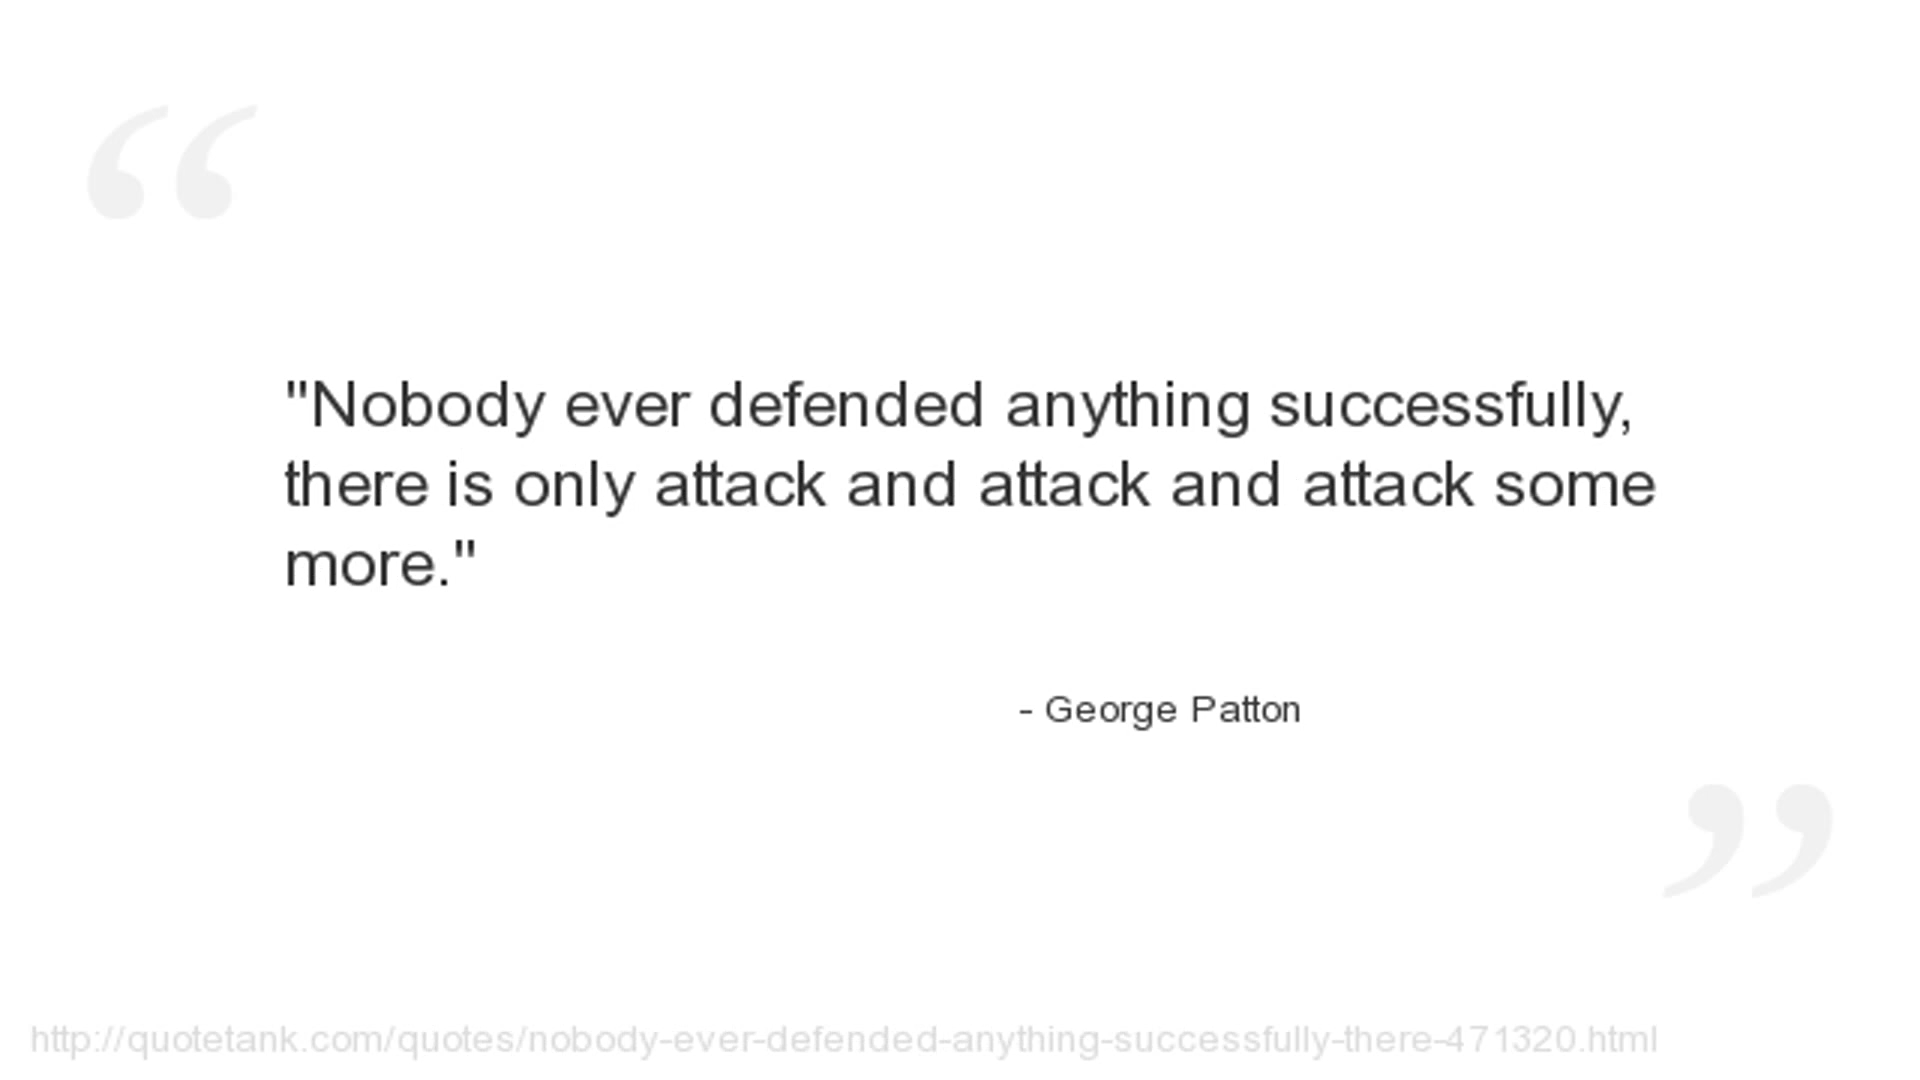 "Nobody ever defended anything successfully,
there is only attack and attack and attack some
more."
- George Patton
http://quotetank.com/quotes/nobody-ever-defended-anything-successfully-there-471320.html